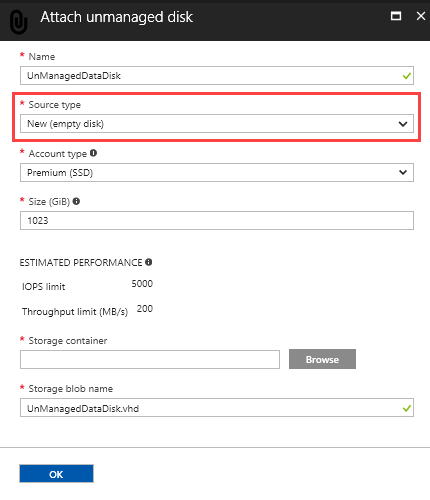 Attach unmanaged disk
* Name
UnManagedDataDisk
* Source type
New (empty disk)
* Account type
Premium (SSD)
* Size (GiB)
1023
ESTIMATED PERFORMANCE
IOPS limit 5000
Throughput limit (MB/s) 200
* Storage container
Browse
* Storage blob name
UnManagedDataDisk.vhd
OK